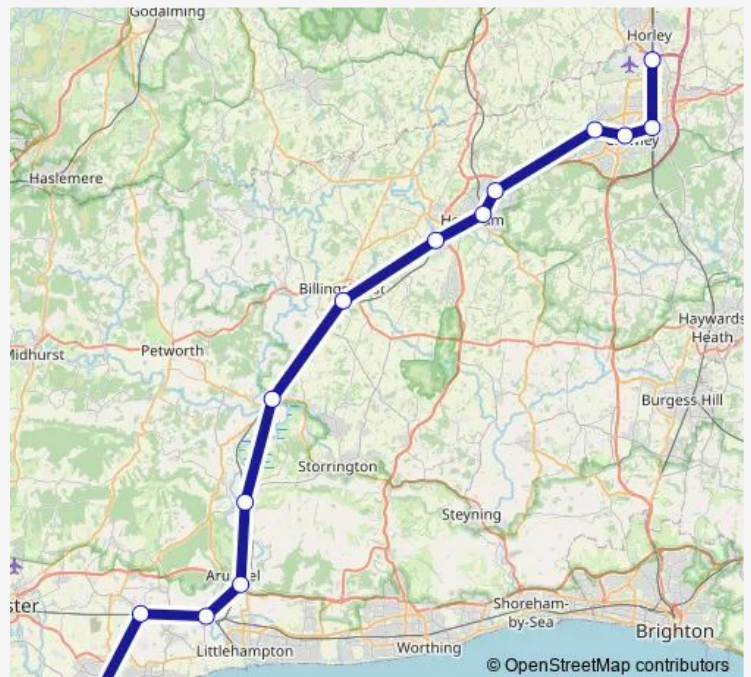 Godalming
Horley
Haslemere
Haywards
Heath
Midhurst
Petworth
Burgess Hill
Storrington
Steyning
ster
Shoreham-
by-Sea
Brighton
Littlehampton
Worthing
© OpenStreetMap contributors